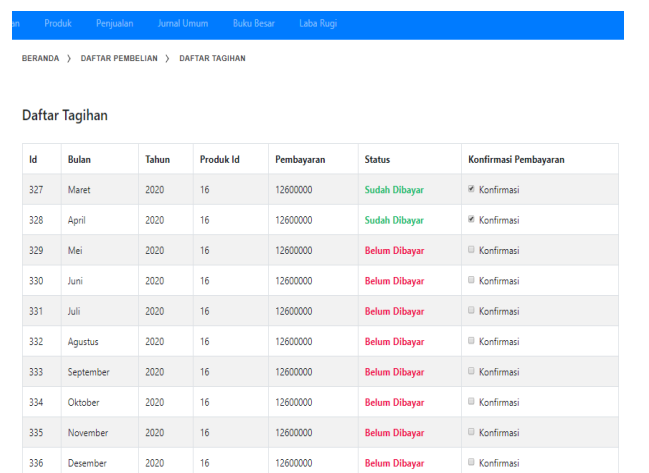 an Produk Penjualan Jurnal Umum Buku Besar Laba Rugi
BERANDA > DAFTAR PEMBELIAN > DAFTAR TAGIHAN
Daftar Tagihan
Id Bulan Tahun Produk Id Pembayaran Status Konfirmasi Pembayaran
327 Maret 2020 16 12600000 Sudah Dibayar Konfirmasi
328 April 2020 16 12600000 Sudah Dibayar Konfirmasi
329 Mei 2020 16 12600000 Belum Dibayar Konfirmasi
330 Juni 2020 16 12600000 Belum Dibayar Konfirmasi
331 Juli 2020 16 12600000 Belum Dibayar Konfirmasi
332 Agustus 2020 16 12600000 Belum Dibayar Konfirmasi
333 September 2020 16 12600000 Belum Dibayar Konfirmasi
334 Oktober 2020 16 12600000 Belum Dibayar Konfirmasi
335 November 2020 16 12600000 Belum Dibayar Konfirmasi
336 Desember 2020 16 12600000 Belum Dibayar Konfirmasi